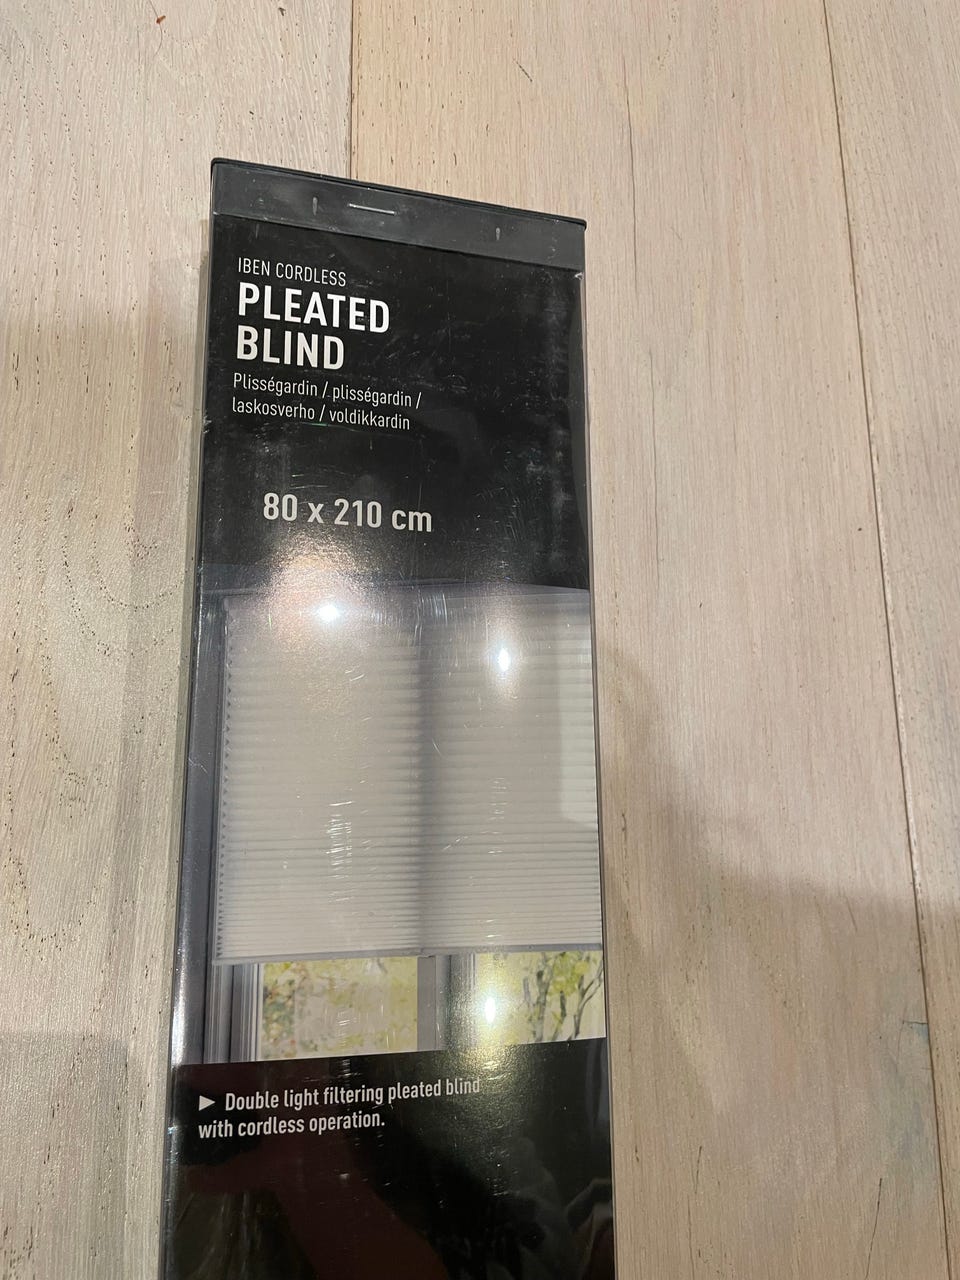 IBEN CORDLESS
PLEATED
BLIND
Plisségardin / plisségardin /
laskosverho / voldikkardin
80 x 210 cm
► Double light filtering pleated blind
with cordless operation.